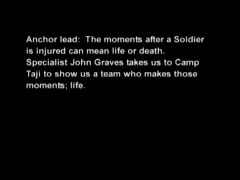 Anchor lead:  The moments after a Soldier
is injured can mean life or death.
Specialist John Graves takes us to Camp
Taji to show us a team who makes those
moments; life.